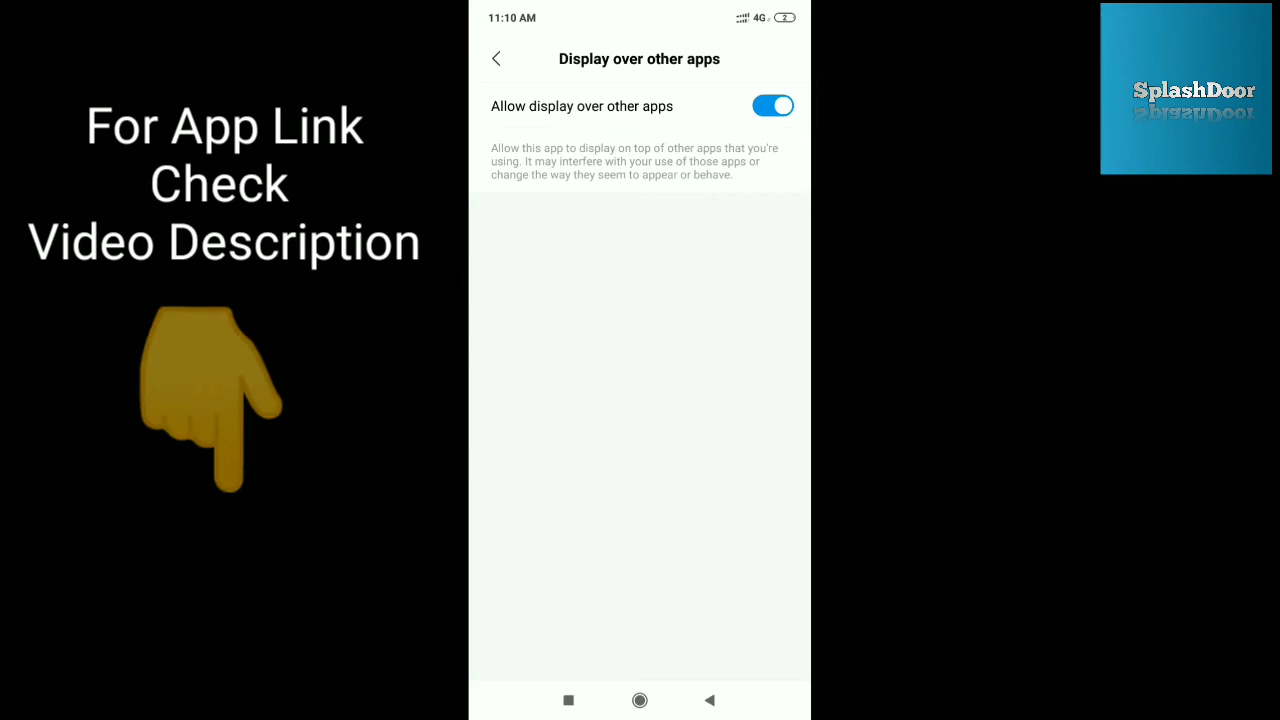 For App Link
Check
Video Description
11:10 AM
4G
2
Display over other apps
Allow display over other apps
Allow this app to display on top of other apps that you're
using. It may interfere with your use of those apps or
change the way they seem to appear or behave.
SplashDoor